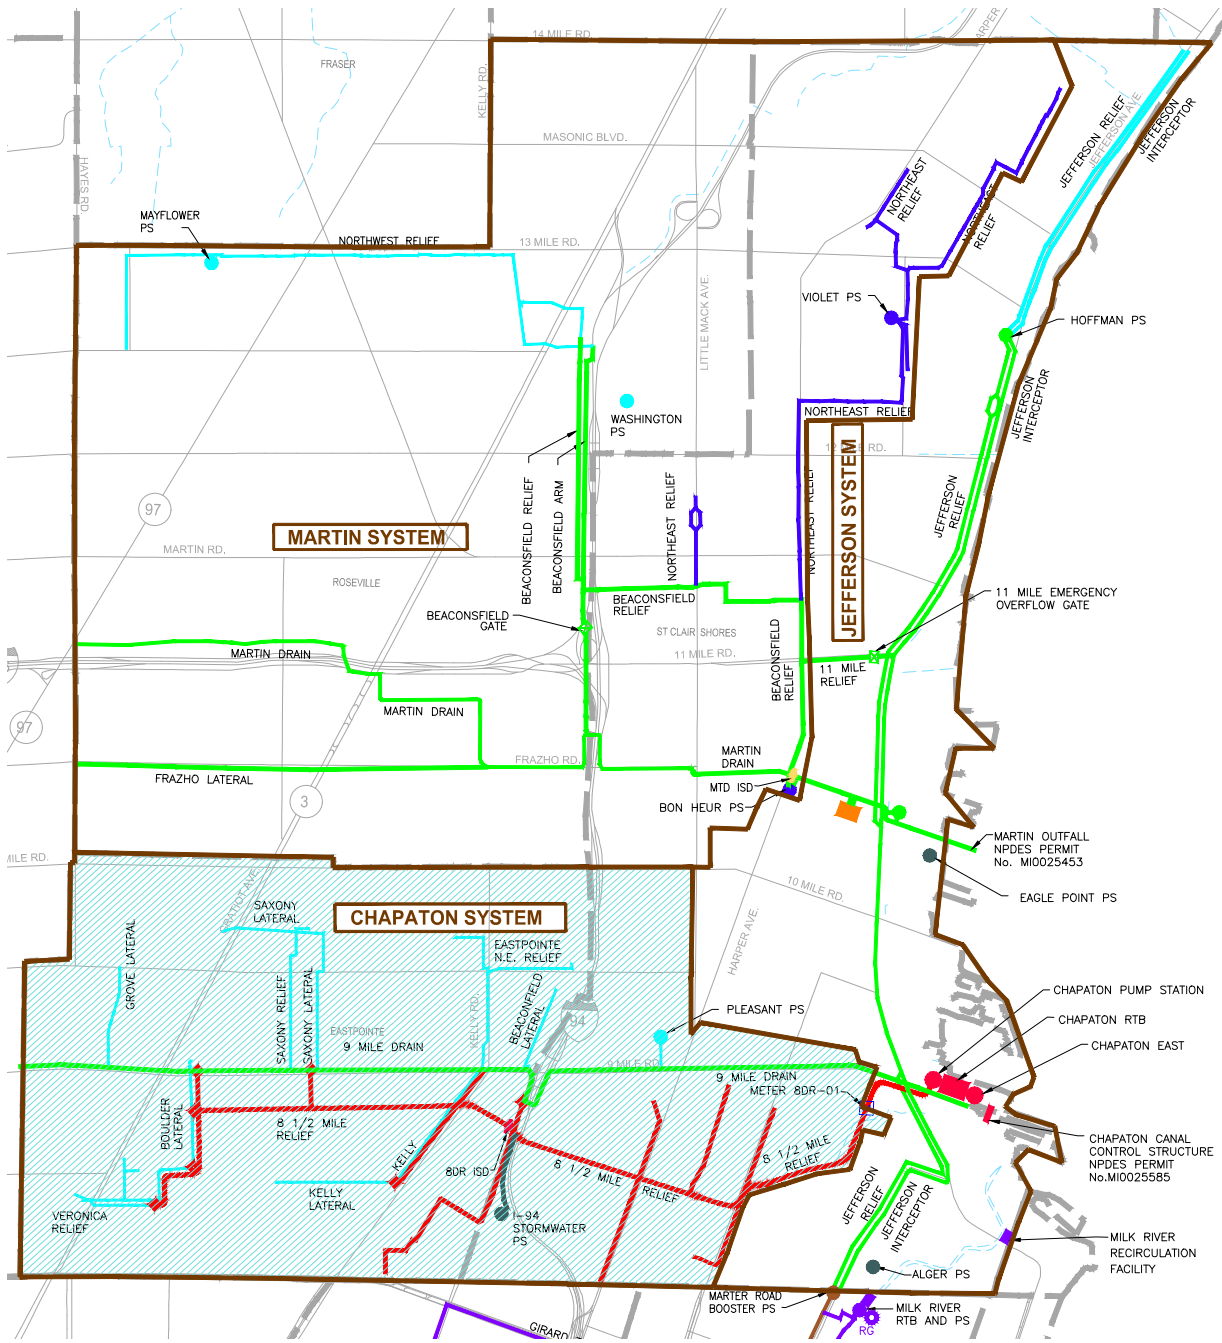 14 MILE RD.
HARPER
FRASER
KELLY RD.
MASONIC BLVD.
JEFFERSON RELIEF
JEFFERSON AVE.
JEFFERSON
INTERCEPTOR
HAYES RD.
MAYFLOWER
PS
NORTHWEST RELIEF
13 MILE RD.
NORTHEAST
RELIEF
NORTHEAST
RELIEF
LITTLE MACK AVE.
VIOLET PS
HOFFMAN PS
JEFFERSON
INTERCEPTOR
WASHINGTON
PS
NORTHEAST RELIEF
12 MILE RD.
BEACONSFIELD RELIEF
BEACONSFIELD ARM
NORTHEAST RELIEF
NORTHEAST RELIEF
JEFFERSON SYSTEM
JEFFERSON
RELIEF
97
MARTIN SYSTEM
MARTIN RD.
ROSEVILLE
BEACONSFIELD
GATE
BEACONSFIELD
RELIEF
11 MILE EMERGENCY
OVERFLOW GATE
ST CLAIR SHORES
11 MILE RD.
MARTIN DRAIN
BEACONSFIELD
RELIEF
11 MILE
RELIEF
MARTIN DRAIN
97
FRAZHO RD.
MARTIN
DRAIN
FRAZHO LATERAL
MTD ISD
3
BON HEUR PS
MARTIN OUTFALL
NPDES PERMIT
No. MI0025453
MILE RD.
10 MILE RD.
EAGLE POINT PS
GRATIOT AVE.
SAXONY
LATERAL
CHAPATON SYSTEM
HARPER AVE.
GROVE LATERAL
EASTPOINTE
N.E. RELIEF
SAXONY RELIEF
SAXONY LATERAL
KELLY RD.
BEACONFIELD
LATERAL
CHAPATON PUMP STATION
PLEASANT PS
CHAPATON RTB
EASTPOINTE
9 MILE DRAIN
94
CHAPATON EAST
9 MILE RD.
9 MILE DRAIN
METER 8DR-01
BOULDER
LATERAL
8 1/2 MILE
RELIEF
CHAPATON CANAL
CONTROL STRUCTURE
NPDES PERMIT
No.MI0025585
KELLY
8DR ISD
8 1/2 MILE
RELIEF
8 1/2 MILE
RELIEF
JEFFERSON
RELIEF
JEFFERSON
INTERCEPTOR
KELLY
LATERAL
VERONICA
RELIEF
I-94
STORMWATER
PS
MILK RIVER
RECIRCULATION
FACILITY
ALGER PS
MARTER ROAD
BOOSTER PS
MILK RIVER
RTB AND PS
RG
GIRARD